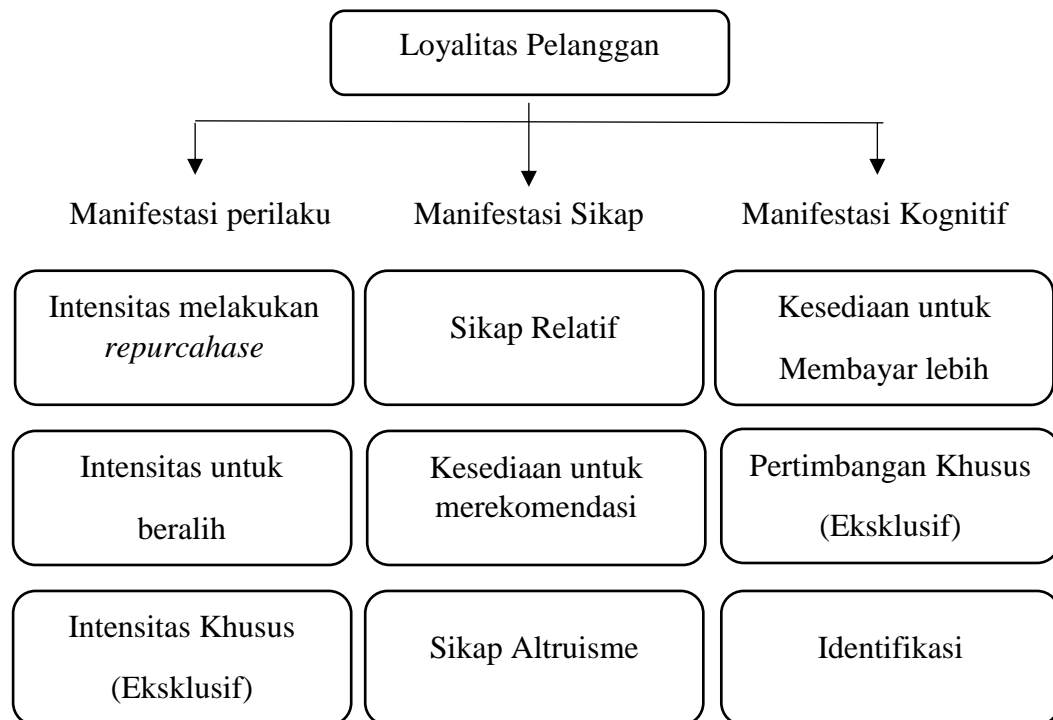 Loyalitas Pelanggan
Manifestasi perilaku
Manifestasi Sikap
Manifestasi Kognitif
Intensitas melakukan
repurcahase
Sikap Relatif
Kesediaan untuk
Membayar lebih
Intensitas untuk
beralih
Kesediaan untuk
merekomendasi
Pertimbangan Khusus
(Eksklusif)
Intensitas Khusus
(Eksklusif)
Sikap Altruisme
Identifikasi